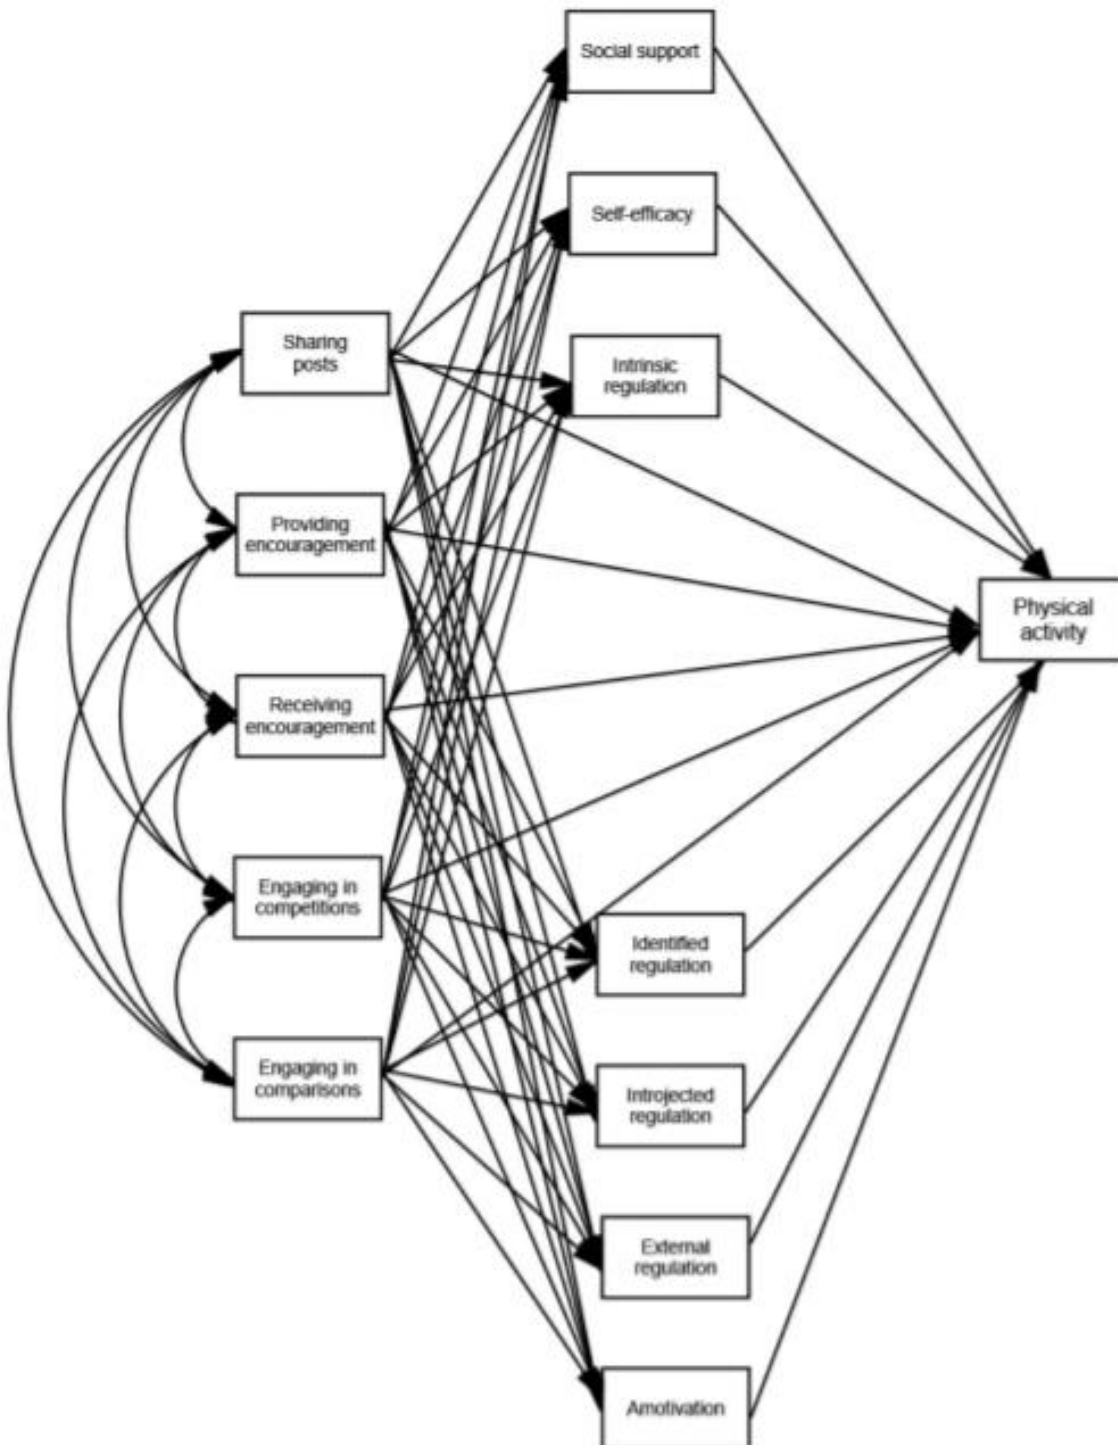 Social support
Self-efficacy
Sharing
posts
Intrinsic
regulation
Providing
encouragement
Physical
activity
Receiving
encouragement
Engaging in
competitions
Identified
regulation
Engaging in
comparisons
Introjected
regulation
External
regulation
Amotivation